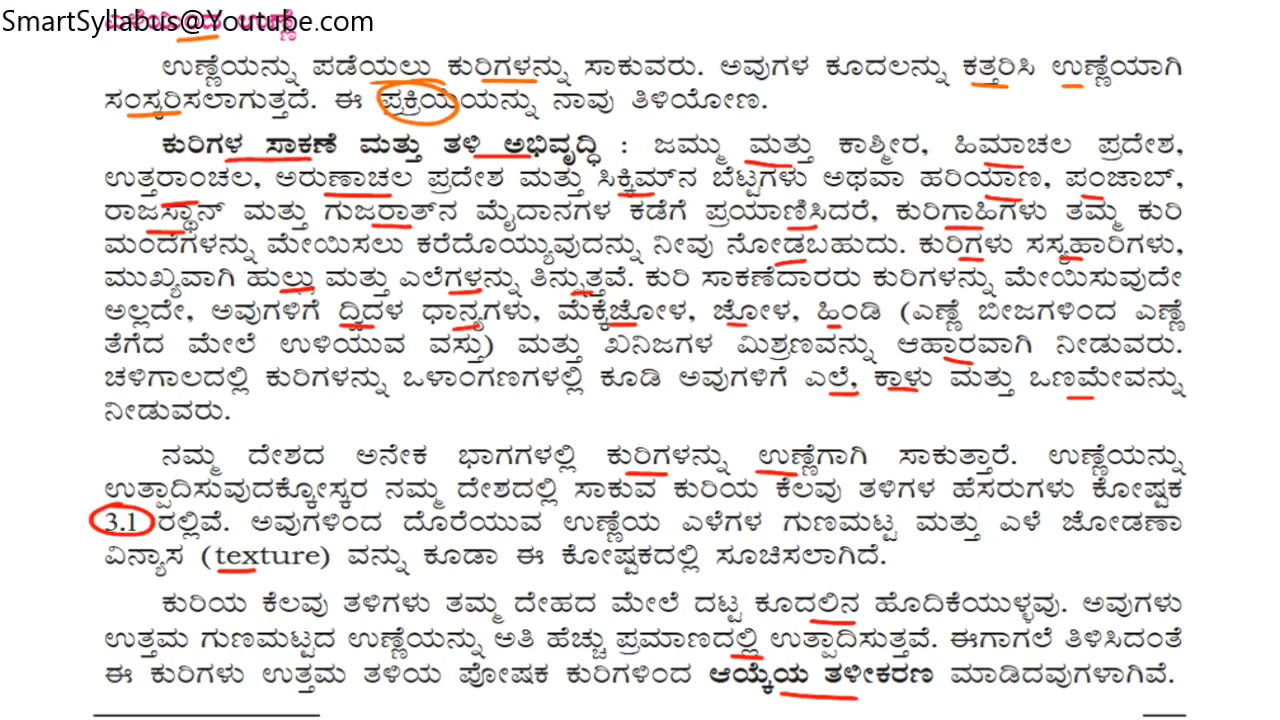 SmartSyllabus@Youtube.com
ಉಣ್ಣೆ
ಉಣ್ಣೆಯನ್ನು ಪಡೆಯಲು ಕುರಿಗಳನ್ನು ಸಾಕುವರು. ಅವುಗಳ ಕೂದಲನ್ನು ಕತ್ತರಿಸಿ ಉಣ್ಣೆಯಾಗಿ
ಸಂಸ್ಕರಿಸಲಾಗುತ್ತದೆ. ಈ ಪ್ರಕ್ರಿಯೆಯನ್ನು ನಾವು ತಿಳಿಯೋಣ.
ಕುರಿಗಳ ಸಾಕಣೆ ಮತ್ತು ತಳಿ ಅಭಿವೃದ್ಧಿ : ಜಮ್ಮು ಮತ್ತು ಕಾಶ್ಮೀರ, ಹಿಮಾಚಲ ಪ್ರದೇಶ,
ಉತ್ತರಾಂಚಲ, ಅರುಣಾಚಲ ಪ್ರದೇಶ ಮತ್ತು ಸಿಕ್ಕಿಮ್‌ನ ಬೆಟ್ಟಗಳು ಅಥವಾ ಹರಿಯಾಣ, ಪಂಜಾಬ್,
ರಾಜಸ್ಥಾನ್ ಮತ್ತು ಗುಜರಾತ್‌ನ ಮೈದಾನಗಳ ಕಡೆಗೆ ಪ್ರಯಾಣಿಸಿದರೆ, ಕುರಿಗಾಹಿಗಳು ತಮ್ಮ ಕುರಿ
ಮಂದೆಗಳನ್ನು ಮೇಯಿಸಲು ಕರೆದೊಯ್ಯುವುದನ್ನು ನೀವು ನೋಡಬಹುದು. ಕುರಿಗಳು ಸಸ್ಯಹಾರಿಗಳು,
ಮುಖ್ಯವಾಗಿ ಹುಲ್ಲು ಮತ್ತು ಎಲೆಗಳನ್ನು ತಿನ್ನುತ್ತವೆ. ಕುರಿ ಸಾಕಣೆದಾರರು ಕುರಿಗಳನ್ನು ಮೇಯಿಸುವುದೇ
ಅಲ್ಲದೇ, ಅವುಗಳಿಗೆ ದ್ವಿದಳ ಧಾನ್ಯಗಳು, ಮೆಕ್ಕೆಜೋಳ, ಜೋಳ, ಹಿಂಡಿ (ಎಣ್ಣೆ ಬೀಜಗಳಿಂದ ಎಣ್ಣೆ
ತೆಗೆದ ಮೇಲೆ ಉಳಿಯುವ ವಸ್ತು) ಮತ್ತು ಖನಿಜಗಳ ಮಿಶ್ರಣವನ್ನು ಆಹಾರವಾಗಿ ನೀಡುವರು.
ಚಳಿಗಾಲದಲ್ಲಿ ಕುರಿಗಳನ್ನು ಒಳಾಂಗಣಗಳಲ್ಲಿ ಕೂಡಿ ಅವುಗಳಿಗೆ ಎಲೆ, ಕಾಳು ಮತ್ತು ಒಣಮೇವನ್ನು
ನೀಡುವರು.
ನಮ್ಮ ದೇಶದ ಅನೇಕ ಭಾಗಗಳಲ್ಲಿ ಕುರಿಗಳನ್ನು ಉಣ್ಣೆಗಾಗಿ ಸಾಕುತ್ತಾರೆ. ಉಣ್ಣೆಯನ್ನು
ಉತ್ಪಾದಿಸುವುದಕ್ಕೋಸ್ಕರ ನಮ್ಮ ದೇಶದಲ್ಲಿ ಸಾಕುವ ಕುರಿಯ ಕೆಲವು ತಳಿಗಳ ಹೆಸರುಗಳು ಕೋಷ್ಟಕ
3.1 ರಲ್ಲಿವೆ. ಅವುಗಳಿಂದ ದೊರೆಯುವ ಉಣ್ಣೆಯ ಎಳೆಗಳ ಗುಣಮಟ್ಟ ಮತ್ತು ಎಳೆ ಜೋಡಣಾ
ವಿನ್ಯಾಸ (texture) ವನ್ನು ಕೂಡಾ ಈ ಕೋಷ್ಟಕದಲ್ಲಿ ಸೂಚಿಸಲಾಗಿದೆ.
ಕುರಿಯ ಕೆಲವು ತಳಿಗಳು ತಮ್ಮ ದೇಹದ ಮೇಲೆ ದಟ್ಟ ಕೂದಲಿನ ಹೊದಿಕೆಯುಳ್ಳವು. ಅವುಗಳು
ಉತ್ತಮ ಗುಣಮಟ್ಟದ ಉಣ್ಣೆಯನ್ನು ಅತಿ ಹೆಚ್ಚು ಪ್ರಮಾಣದಲ್ಲಿ ಉತ್ಪಾದಿಸುತ್ತವೆ. ಈಗಾಗಲೆ ತಿಳಿಸಿದಂತೆ
ಈ ಕುರಿಗಳು ಉತ್ತಮ ತಳಿಯ ಪೋಷಕ ಕುರಿಗಳಿಂದ ಆಯ್ಕೆಯ ತಳೀಕರಣ ಮಾಡಿದವುಗಳಾಗಿವೆ.